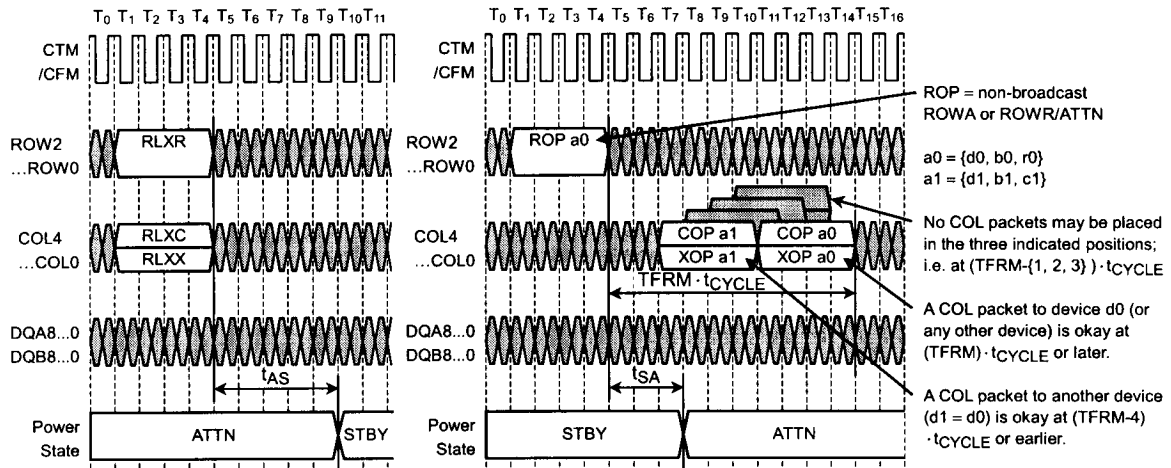 T0 T1 T2 T3 T4 T5 T6 T7 T8 T9 T10 T11
CTM
/CFM
ROW2
...ROW0
RLXR
COL4
...COL0
RLXC
RLXX
DQA8...0
DQB8...0
tAS
Power
State
ATTN
STBY
T0 T1 T2 T3 T4 T5 T6 T7 T8 T9 T10 T11 T12 T13 T14 T15 T16
CTM
/CFM
ROW2
...ROW0
ROP a0
COL4
...COL0
COP a1
COP a0
XOP a1
XOP a0
TFRM · tCYCLE
DQA8...0
DQB8...0
tSA
Power
State
STBY
ATTN
ROP = non-broadcast
ROWA or ROWR/ATTN
a0 = {d0, b0, r0}
a1 = {d1, b1, c1}
No COL packets may be placed
in the three indicated positions;
i.e. at (TFRM-{1, 2, 3} ) · tCYCLE
A COL packet to device d0 (or
any other device) is okay at
(TFRM) · tCYCLE or later.
A COL packet to another device
(d1 = d0) is okay at (TFRM-4)
· tCYCLE or earlier.